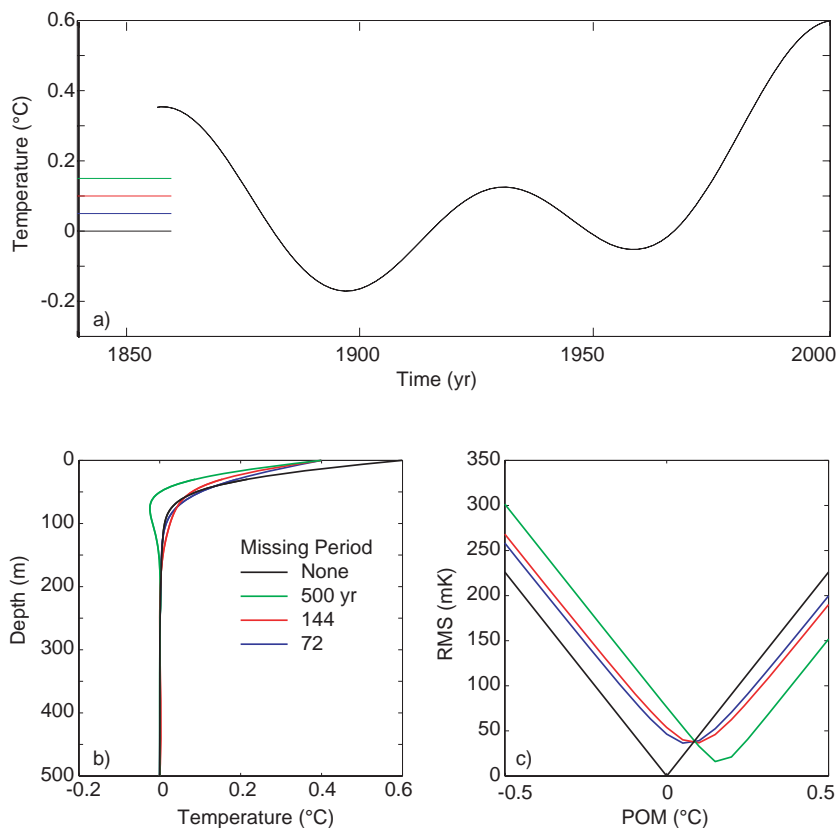 0.6
0.4
0.2
0
-0.2
Temperature (°C)
a)
1850
1900
1950
2000
Time (yr)
0
100
200
300
400
500
Depth (m)
Missing Period
None
500 yr
144
72
b)
-0.2
0
0.2
0.4
0.6
Temperature (°C)
350
300
250
200
150
100
50
0
RMS (mK)
c)
-0.5
0
0.5
POM (°C)